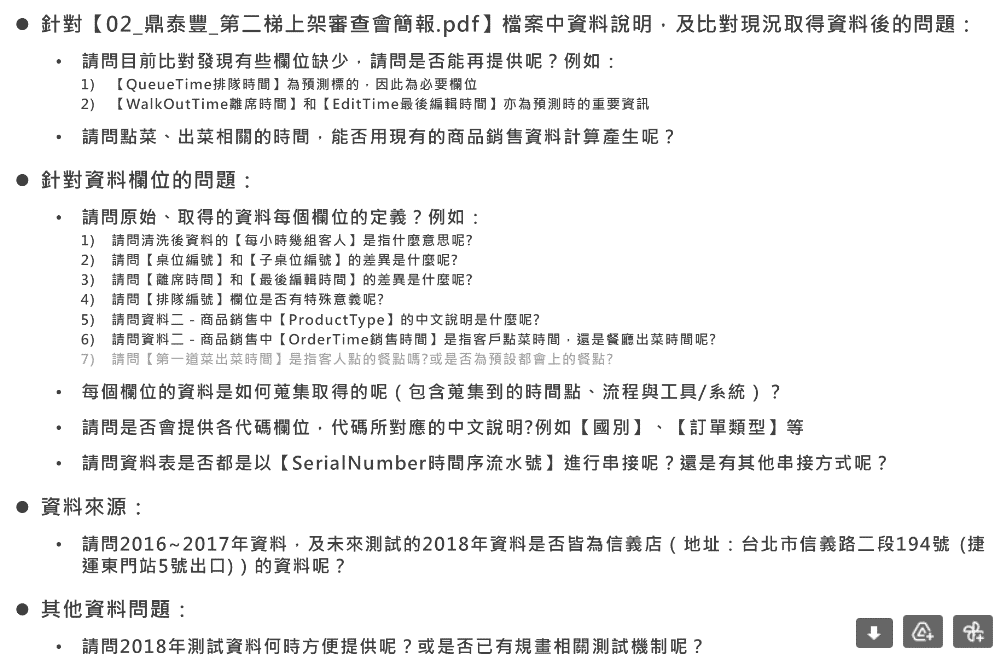 ● 針對【02_鼎泰豐_第二梯上架審查會簡報.pdf】檔案中資料說明，及比對現況取得資料後的問題：
• 請問目前比對發現有些欄位缺少，請問是否能再提供呢？例如：
1) 【QueueTime排隊時間】為預測標的，因此為必要欄位
2) 【WalkOutTime離席時間】和【EditTime最後編輯時間】亦為預測時的重要資訊
• 請問點菜、出菜相關的時間，能否用現有的商品銷售資料計算產生呢？
● 針對資料欄位的問題：
• 請問原始、取得的資料每個欄位的定義？例如：
1) 請問清洗後資料的【每小時幾組客人】是指什麼意思呢?
2) 請問【桌位編號】和【子桌位編號】的差異是什麼呢?
3) 請問【離席時間】和【最後編輯時間】的差異是什麼呢?
4) 請問【排隊編號】欄位是否有特殊意義呢?
5) 請問資料二 - 商品銷售中【ProductType】的中文說明是什麼呢?
6) 請問資料二 - 商品銷售中【OrderTime銷售時間】是指客戶點菜時間，還是餐廳出菜時間呢?
7) 請問【第一道菜出菜時間】是指客人點的餐點嗎?或是否為預設都會上的餐點?
• 每個欄位的資料是如何蒐集取得的呢（包含蒐集到的時間點、流程與工具/系統）？
• 請問是否會提供各代碼欄位，代碼所對應的中文說明?例如【國別】、【訂單類型】等
• 請問資料表是否都是以【SerialNumber時間序流水號】進行串接呢？還是有其他串接方式呢？
● 資料來源：
• 請問2016~2017年資料，及未來測試的2018年資料是否皆為信義店（地址：台北市信義路二段194號 (捷
運東門站5號出口)）的資料呢？
● 其他資料問題：
• 請問2018年測試資料何時方便提供呢？或是否已有規畫相關測試機制呢？